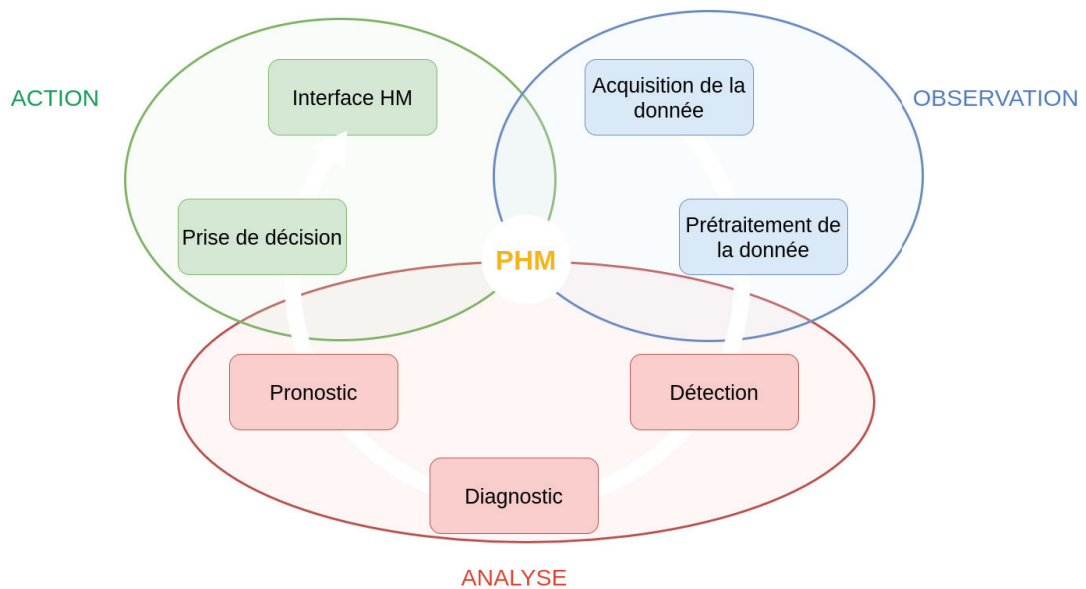 ACTION
Interface HM
Acquisition de la
donnée
OBSERVATION
Prise de décision
Prétraitement de
la donnée
PHM
Pronostic
Détection
Diagnostic
ANALYSE